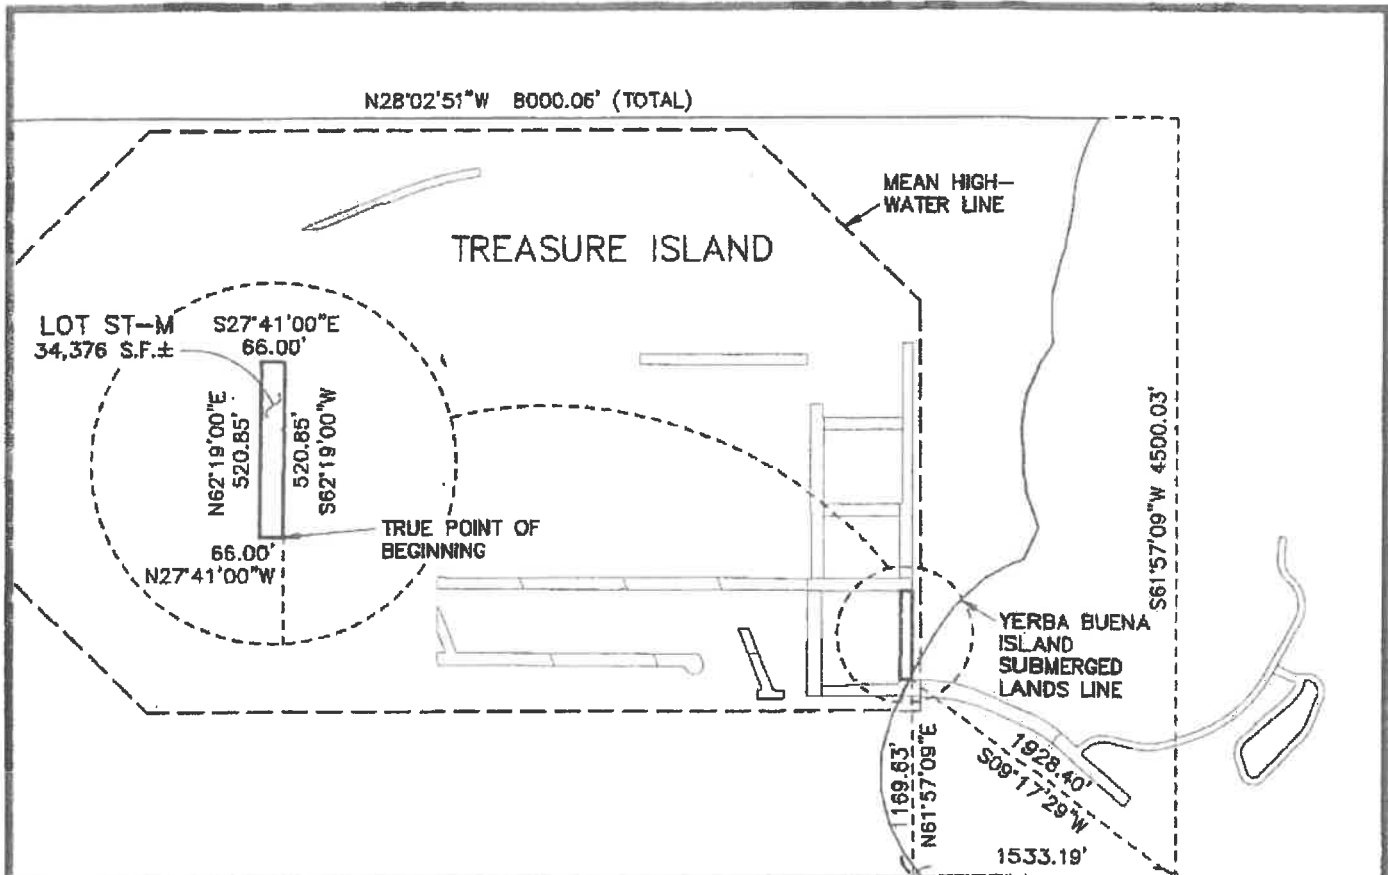 N28°02'51"W 8000.06' (TOTAL)
MEAN HIGH-
WATER LINE
TREASURE ISLAND
LOT ST-M
34,376 S.F.±
S27°41'00"E
66.00'
N62°19'00"E
520.85'
520.85'
S62°19'00"W
TRUE POINT OF
BEGINNING
66.00'
N27°41'00"W
S61°57'09"W 4500.03'
YERBA BUENA
ISLAND
SUBMERGED
LANDS LINE
169.63'
N61°57'09"E
1928.40'
S09°17'29"W
1533.19'